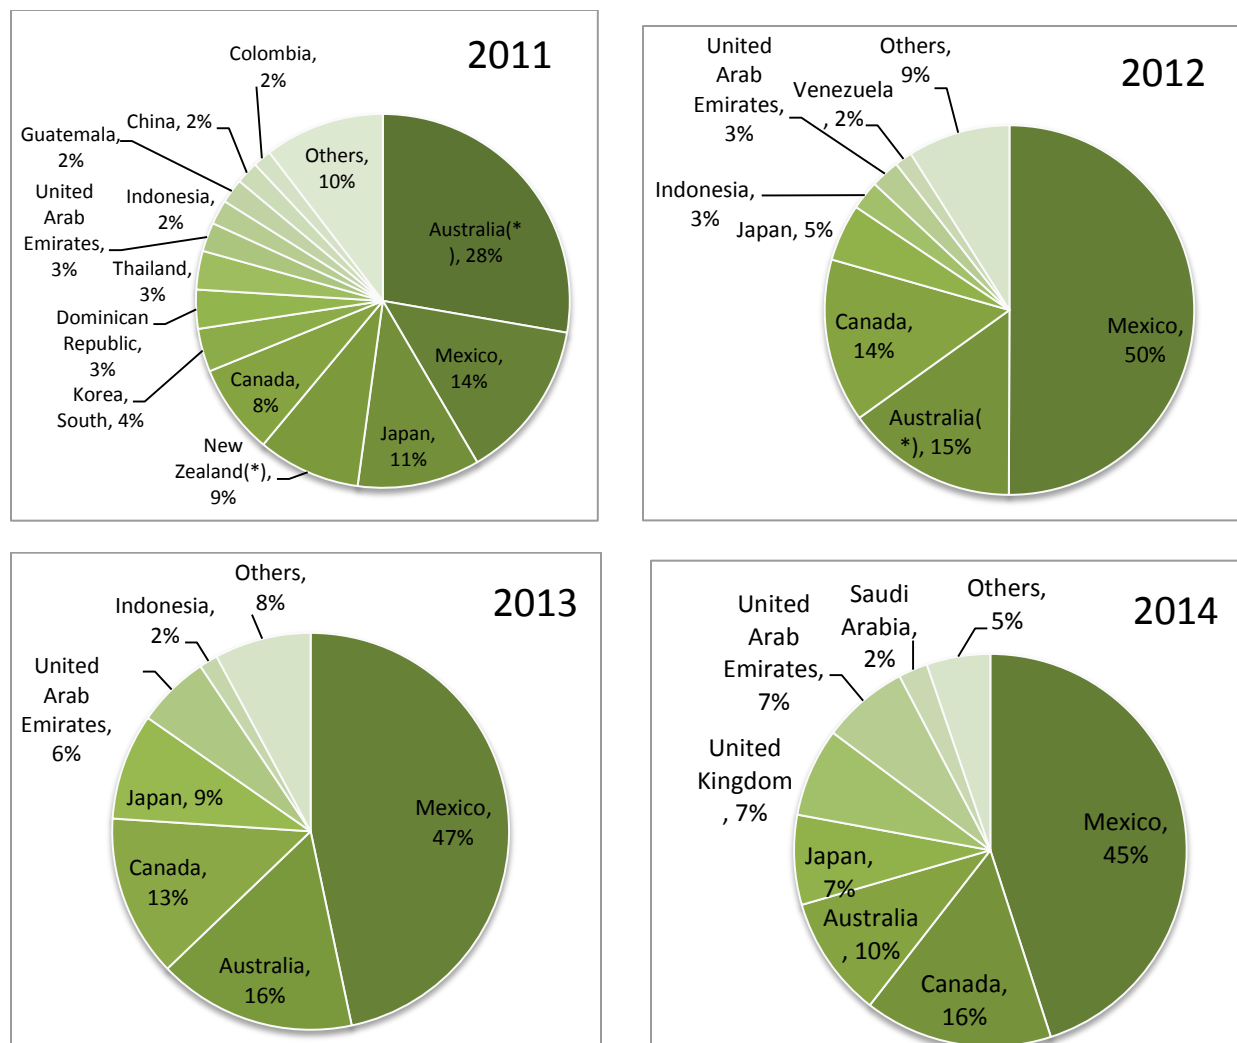 2011
Colombia,
2%
China, 2%
Guatemala,
2%
Others,
10%
United
Arab
Emirates,
3%
Indonesia,
2%
Australia(*
), 28%
Thailand,
3%
Dominican
Republic,
3%
Mexico,
14%
Korea,
South, 4%
Canada,
8%
New
Zealand(*),
9%
Japan,
11%
2012
United
Arab
Emirates,
3%
Others,
9%
Venezuela
, 2%
Indonesia,
3%
Japan, 5%
Canada,
14%
Mexico,
50%
Australia(
*), 15%
2013
Others,
8%
Indonesia,
2%
United
Arab
Emirates,
6%
Japan, 9%
Mexico,
47%
Canada,
13%
Australia,
16%
2014
United
Arab
Emirates,
7%
Saudi
Arabia,
2%
Others,
5%
United
Kingdom
, 7%
Mexico,
45%
Japan,
7%
Australia
, 10%
Canada,
16%